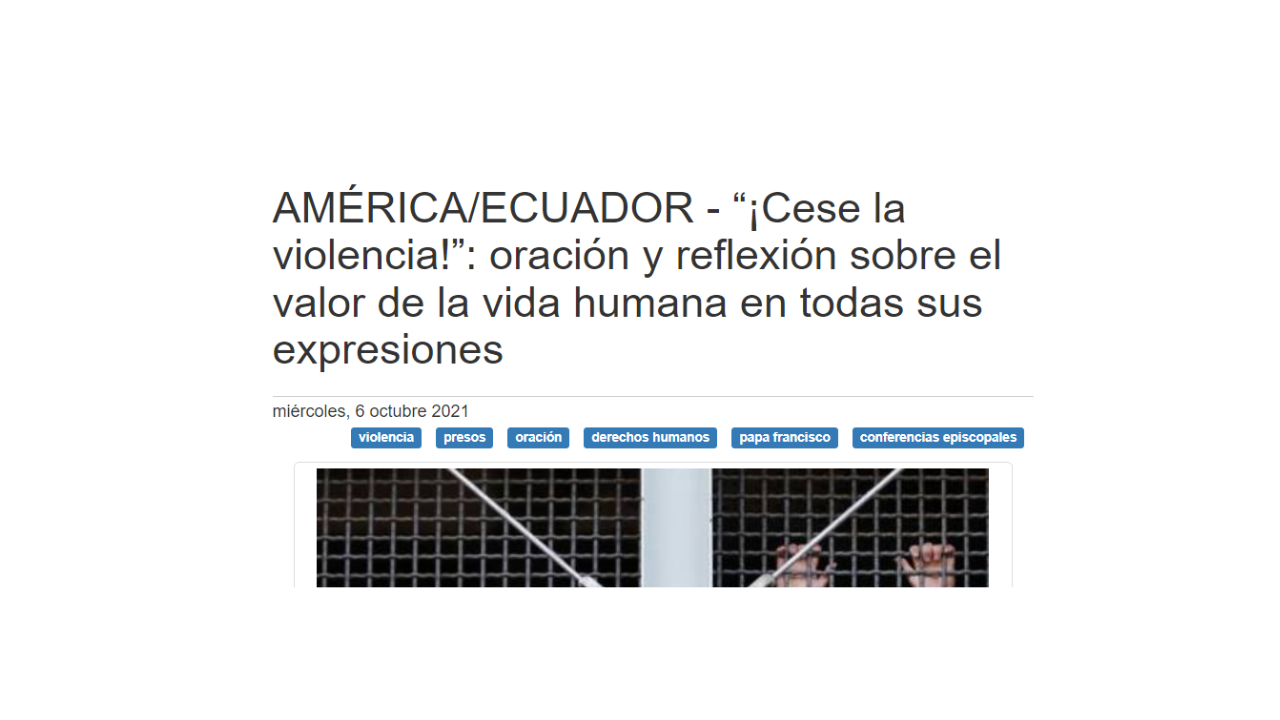 AMÉRICA/ECUADOR - “¡Cese la
violencia!”: oración y reflexión sobre el
valor de la vida humana en todas sus
expresiones
miércoles, 6 octubre 2021
violencia presos oración derechos humanos papa francisco conferencias episcopales